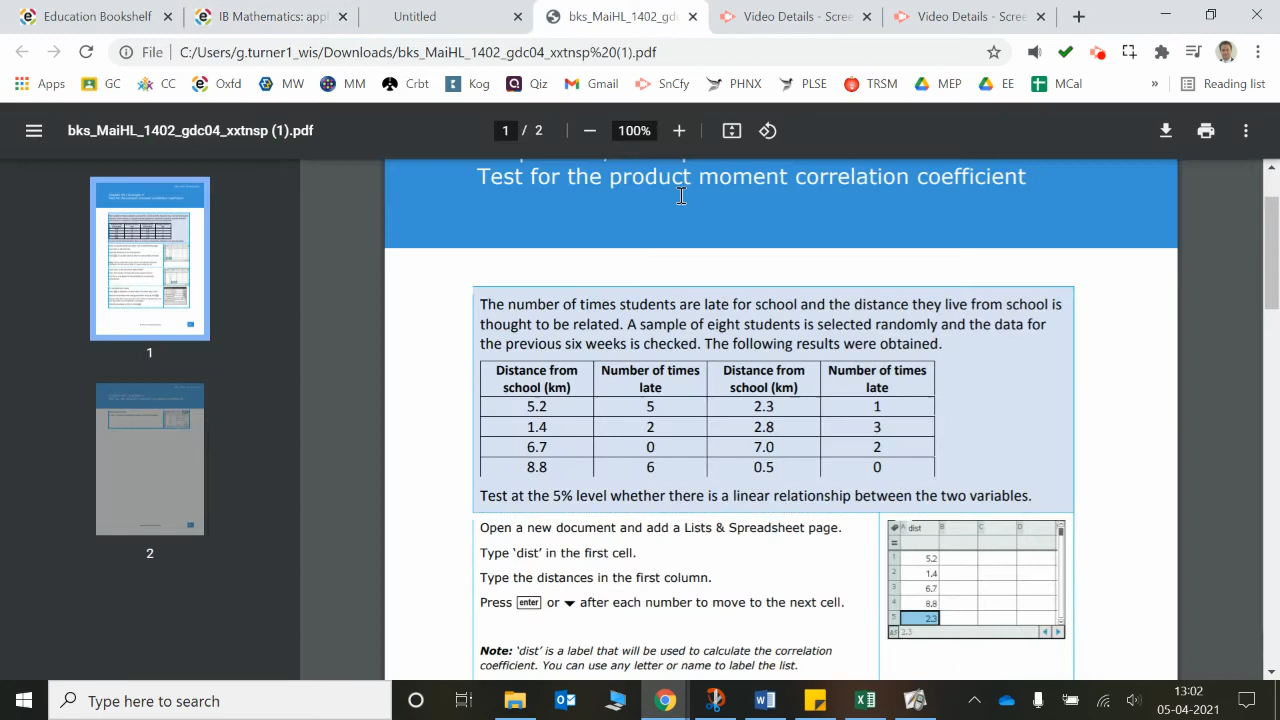 Education Bookshelf
IB Mathematics: appl
Untitled
bks_MaiHL_1402_gdc
Video Details - Scree
Video Details - Scree
File
C:/Users/g.turner1_wis/Downloads/bks_MaiHL_1402_gdc04_xxtnsp%20(1).pdf
Apps GC CC Oxfd MW MM Crbt Kog Qiz Gmail SnCfy PHNX PLSE TRSM MEP EE MCal » Reading list
bks_MaiHL_1402_gdc04_xxtnsp (1).pdf
1 / 2
100%
1
2
Test for the product moment correlation coefficient
The number of times students are late for school and the distance they live from school is
thought to be related. A sample of eight students is selected randomly and the data for
the previous six weeks is checked. The following results were obtained.
Distance from school (km) Number of times late Distance from school (km) Number of times late
5.2 5 2.3 1
1.4 2 2.8 3
6.7 0 7.0 2
8.8 6 0.5 0
Test at the 5% level whether there is a linear relationship between the two variables.
Open a new document and add a Lists & Spreadsheet page.
Type ‘dist’ in the first cell.
Type the distances in the first column.
Press enter or after each number to move to the next cell.
Note: ‘dist’ is a label that will be used to calculate the correlation
coefficient. You can use any letter or name to label the list.
A dist B C D
=
1 5.2
2 1.4
3 6.7
4 8.8
5 2.3
A5 2.3
Type here to search
13:02
05-04-2021